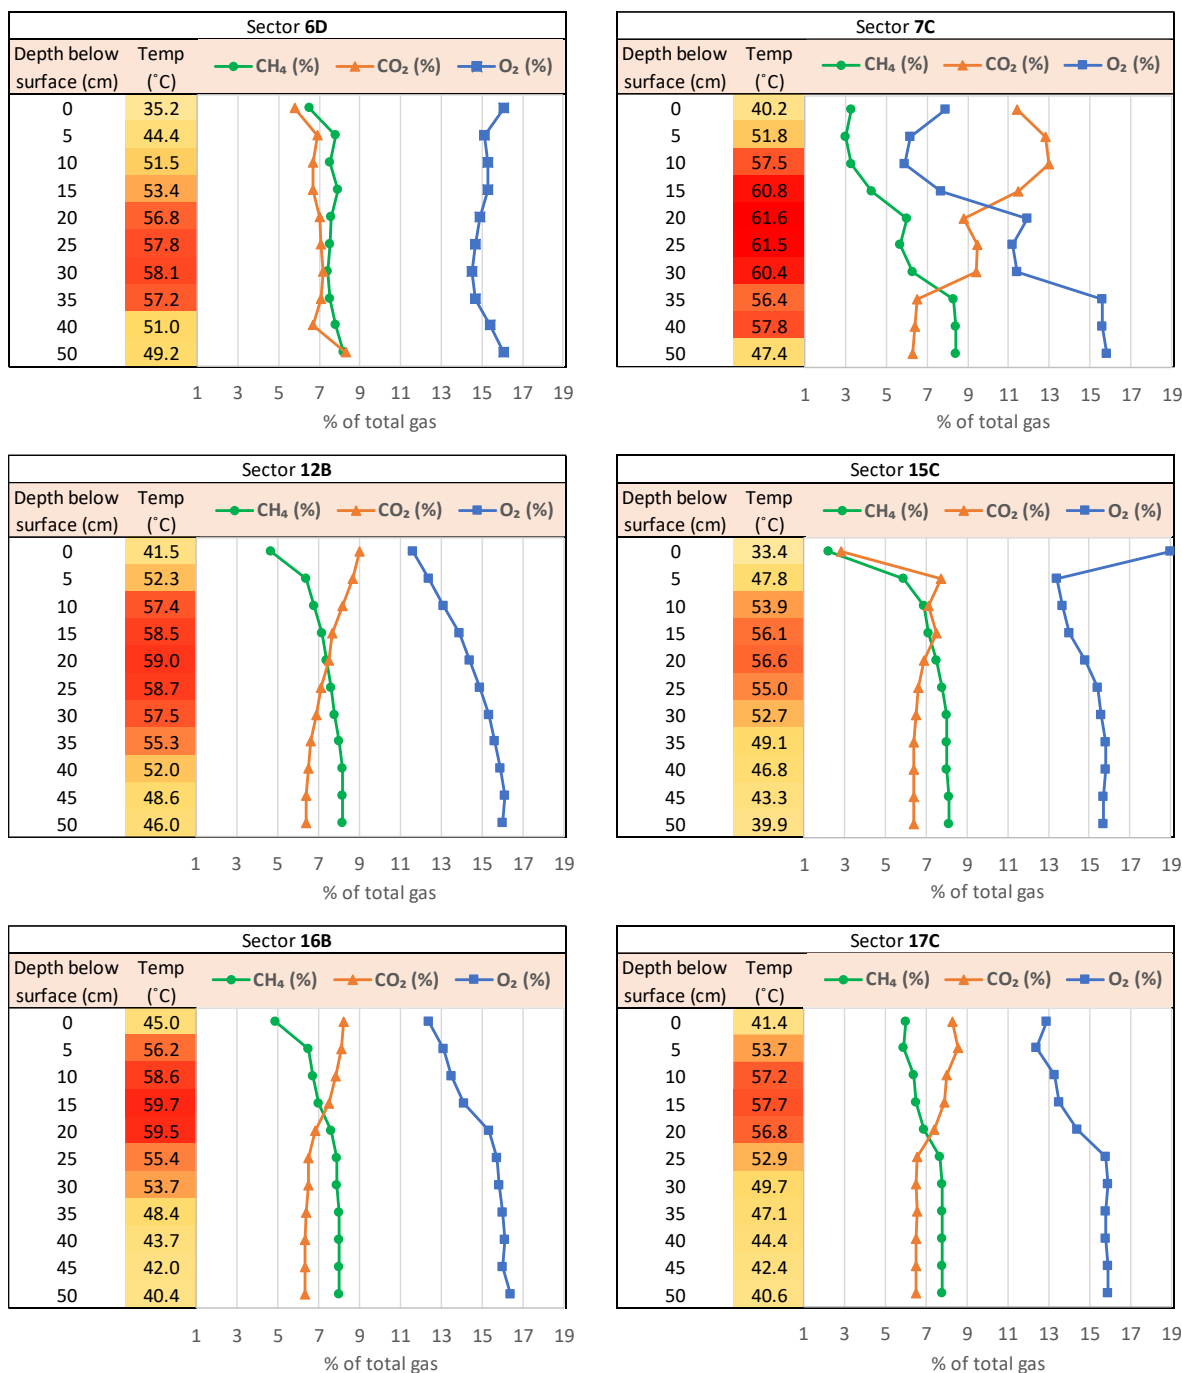 Sector 6D
Depth below surface (cm) Temp (˚C) CH₄ (%) CO₂ (%) O₂ (%)
0 35.2
5 44.4
10 51.5
15 53.4
20 56.8
25 57.8
30 58.1
35 57.2
40 51.0
50 49.2
1 3 5 7 9 11 13 15 17 19
% of total gas
Sector 7C
Depth below surface (cm) Temp (˚C) CH₄ (%) CO₂ (%) O₂ (%)
0 40.2
5 51.8
10 57.5
15 60.8
20 61.6
25 61.5
30 60.4
35 56.4
40 57.8
50 47.4
1 3 5 7 9 11 13 15 17 19
% of total gas
Sector 12B
Depth below surface (cm) Temp (˚C) CH₄ (%) CO₂ (%) O₂ (%)
0 41.5
5 52.3
10 57.4
15 58.5
20 59.0
25 58.7
30 57.5
35 55.3
40 52.0
45 48.6
50 46.0
1 3 5 7 9 11 13 15 17 19
% of total gas
Sector 15C
Depth below surface (cm) Temp (˚C) CH₄ (%) CO₂ (%) O₂ (%)
0 33.4
5 47.8
10 53.9
15 56.1
20 56.6
25 55.0
30 52.7
35 49.1
40 46.8
45 43.3
50 39.9
1 3 5 7 9 11 13 15 17 19
% of total gas
Sector 16B
Depth below surface (cm) Temp (˚C) CH₄ (%) CO₂ (%) O₂ (%)
0 45.0
5 56.2
10 58.6
15 59.7
20 59.5
25 55.4
30 53.7
35 48.4
40 43.7
45 42.0
50 40.4
1 3 5 7 9 11 13 15 17 19
% of total gas
Sector 17C
Depth below surface (cm) Temp (˚C) CH₄ (%) CO₂ (%) O₂ (%)
0 41.4
5 53.7
10 57.2
15 57.7
20 56.8
25 52.9
30 49.7
35 47.1
40 44.4
45 42.4
50 40.6
1 3 5 7 9 11 13 15 17 19
% of total gas